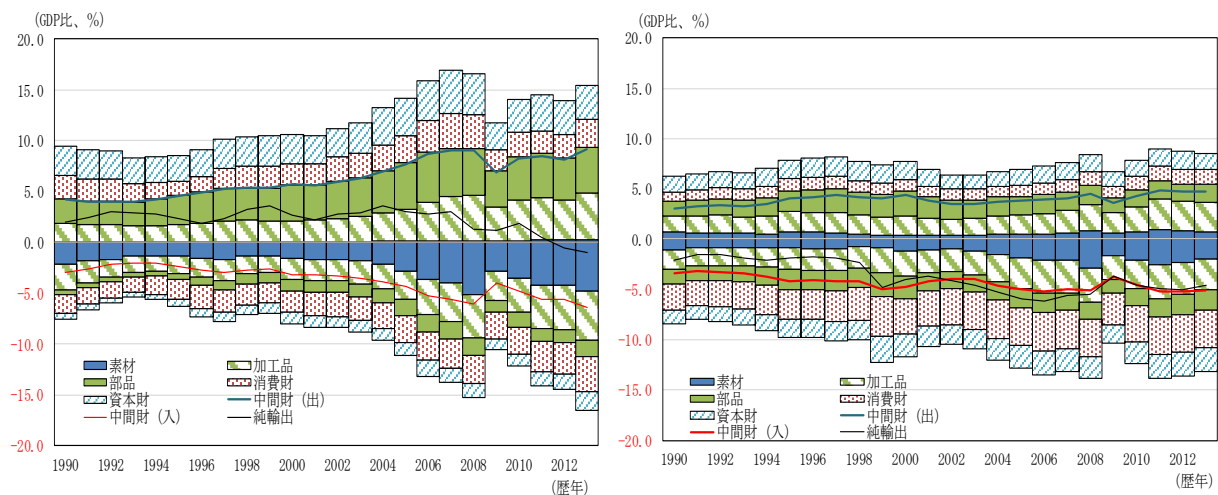 (GDP比、%)
20.0
15.0
10.0
5.0
0.0
-5.0
-10.0
-15.0
-20.0
素材
加工品
部品
消費財
資本財
中間財（出）
中間財（入）
純輸出
1990 1992 1994 1996 1998 2000 2002 2004 2006 2008 2010 2012
(歴年)
(GDP比、%)
20.0
15.0
10.0
5.0
0.0
-5.0
-10.0
-15.0
-20.0
素材
加工品
部品
消費財
資本財
中間財（出）
中間財（入）
純輸出
1990 1992 1994 1996 1998 2000 2002 2004 2006 2008 2010 2012
(歴年)